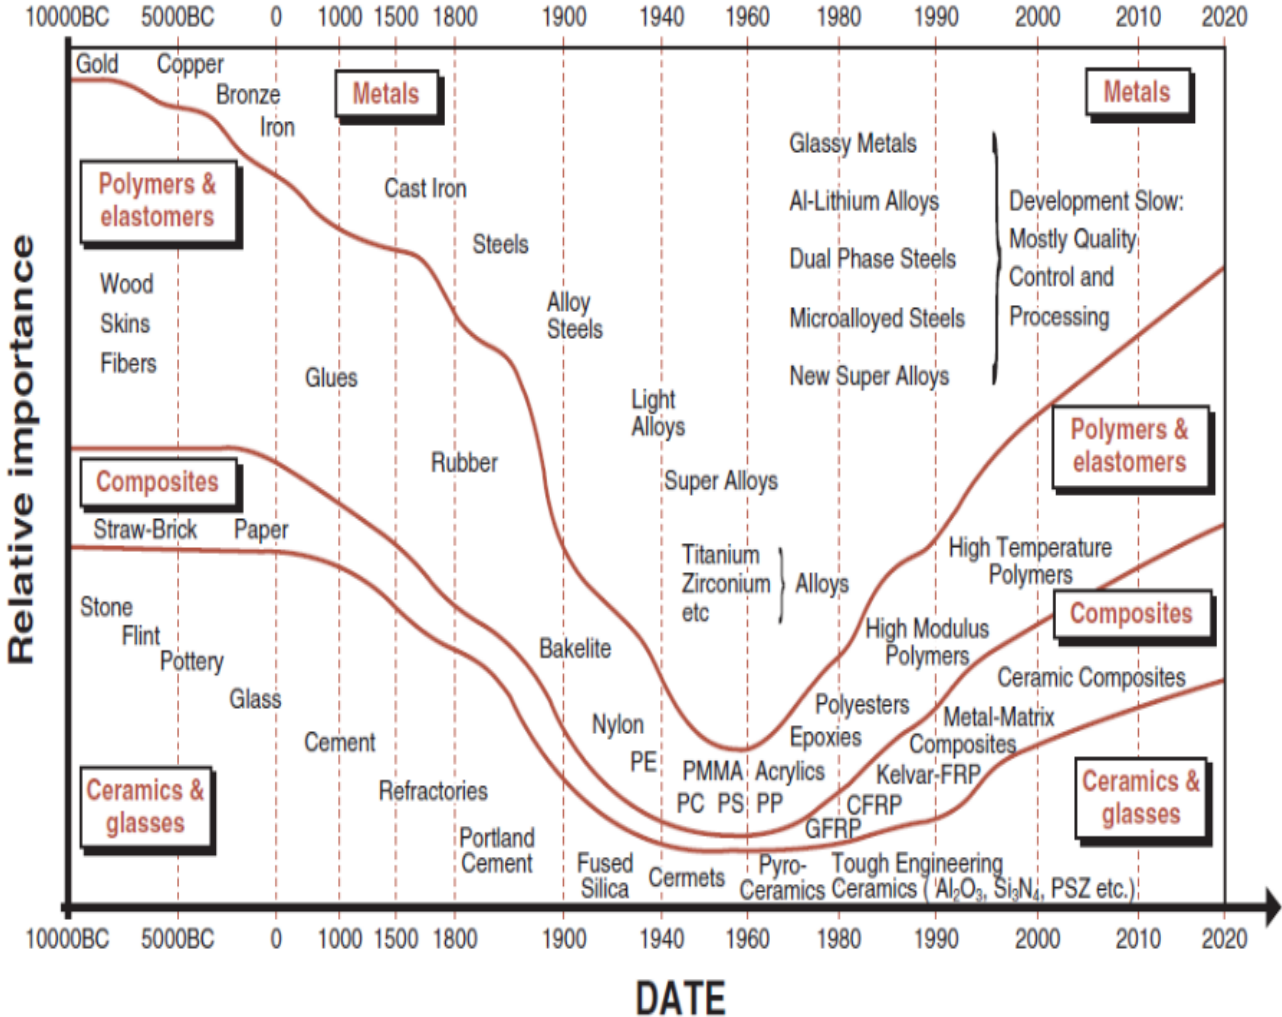 10000BC 5000BC 0 1000 1500 1800 1900 1940 1960 1980 1990 2000 2010 2020
Gold
Copper
Bronze
Iron
Metals
Metals
Polymers &
elastomers
Cast Iron
Steels
Glassy Metals
Al-Lithium Alloys
Dual Phase Steels
Microalloyed Steels
New Super Alloys
Development Slow:
Mostly Quality
Control and
Processing
Wood
Skins
Fibers
Alloy
Steels
Glues
Light
Alloys
Rubber
Super Alloys
Polymers &
elastomers
Composites
Straw-Brick
Paper
Titanium
Zirconium
etc
Alloys
High Temperature
Polymers
Composites
Stone
Flint
Pottery
Glass
Bakelite
High Modulus
Polymers
Ceramic Composites
Cement
Nylon
PE
Polyesters
Epoxies
Metal-Matrix
Composites
Kelvar-FRP
PMMA Acrylics
PC PS PP
CFRP
GFRP
Ceramics &
glasses
Refractories
Ceramics &
glasses
Portland
Cement
Fused
Silica
Cermets
Pyro-
Ceramics
Tough Engineering
Ceramics ( Al₂O₃, Si₃N₄, PSZ etc.)
10000BC 5000BC 0 1000 1500 1800 1900 1940 1960 1980 1990 2000 2010 2020
DATE
Relative importance